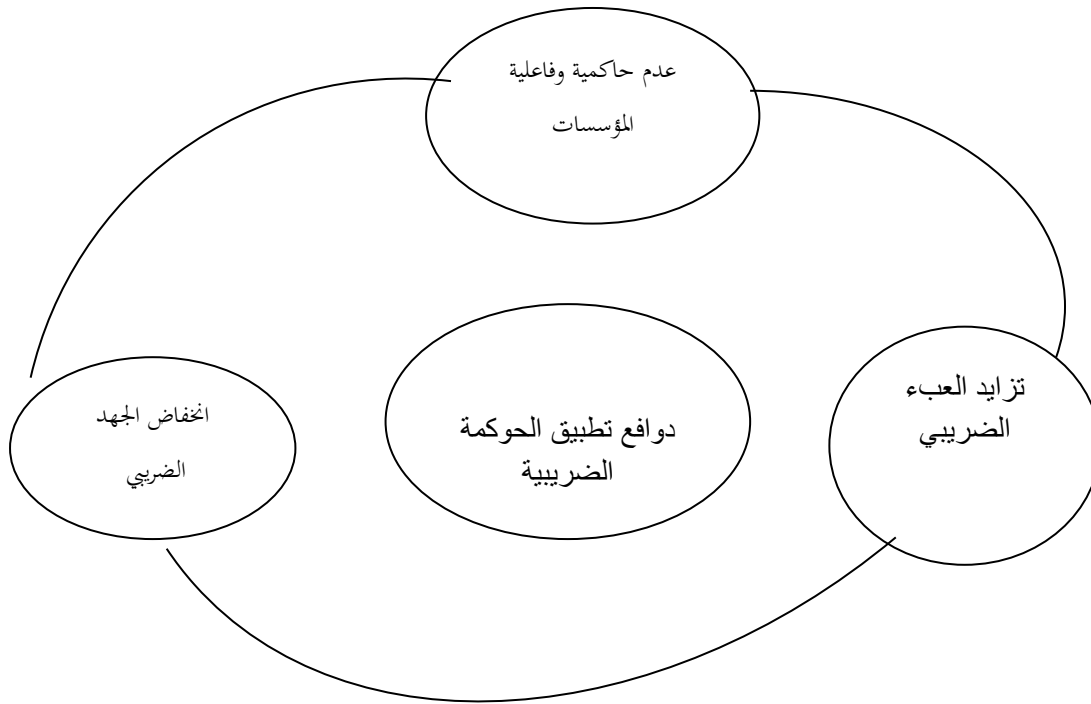 عدم حاكمية وفاعلية
المؤسسات
تزايد العبء
الضريبي
دوافع تطبيق الحوكمة
الضريبية
انخفاض الجهد
الضريبي